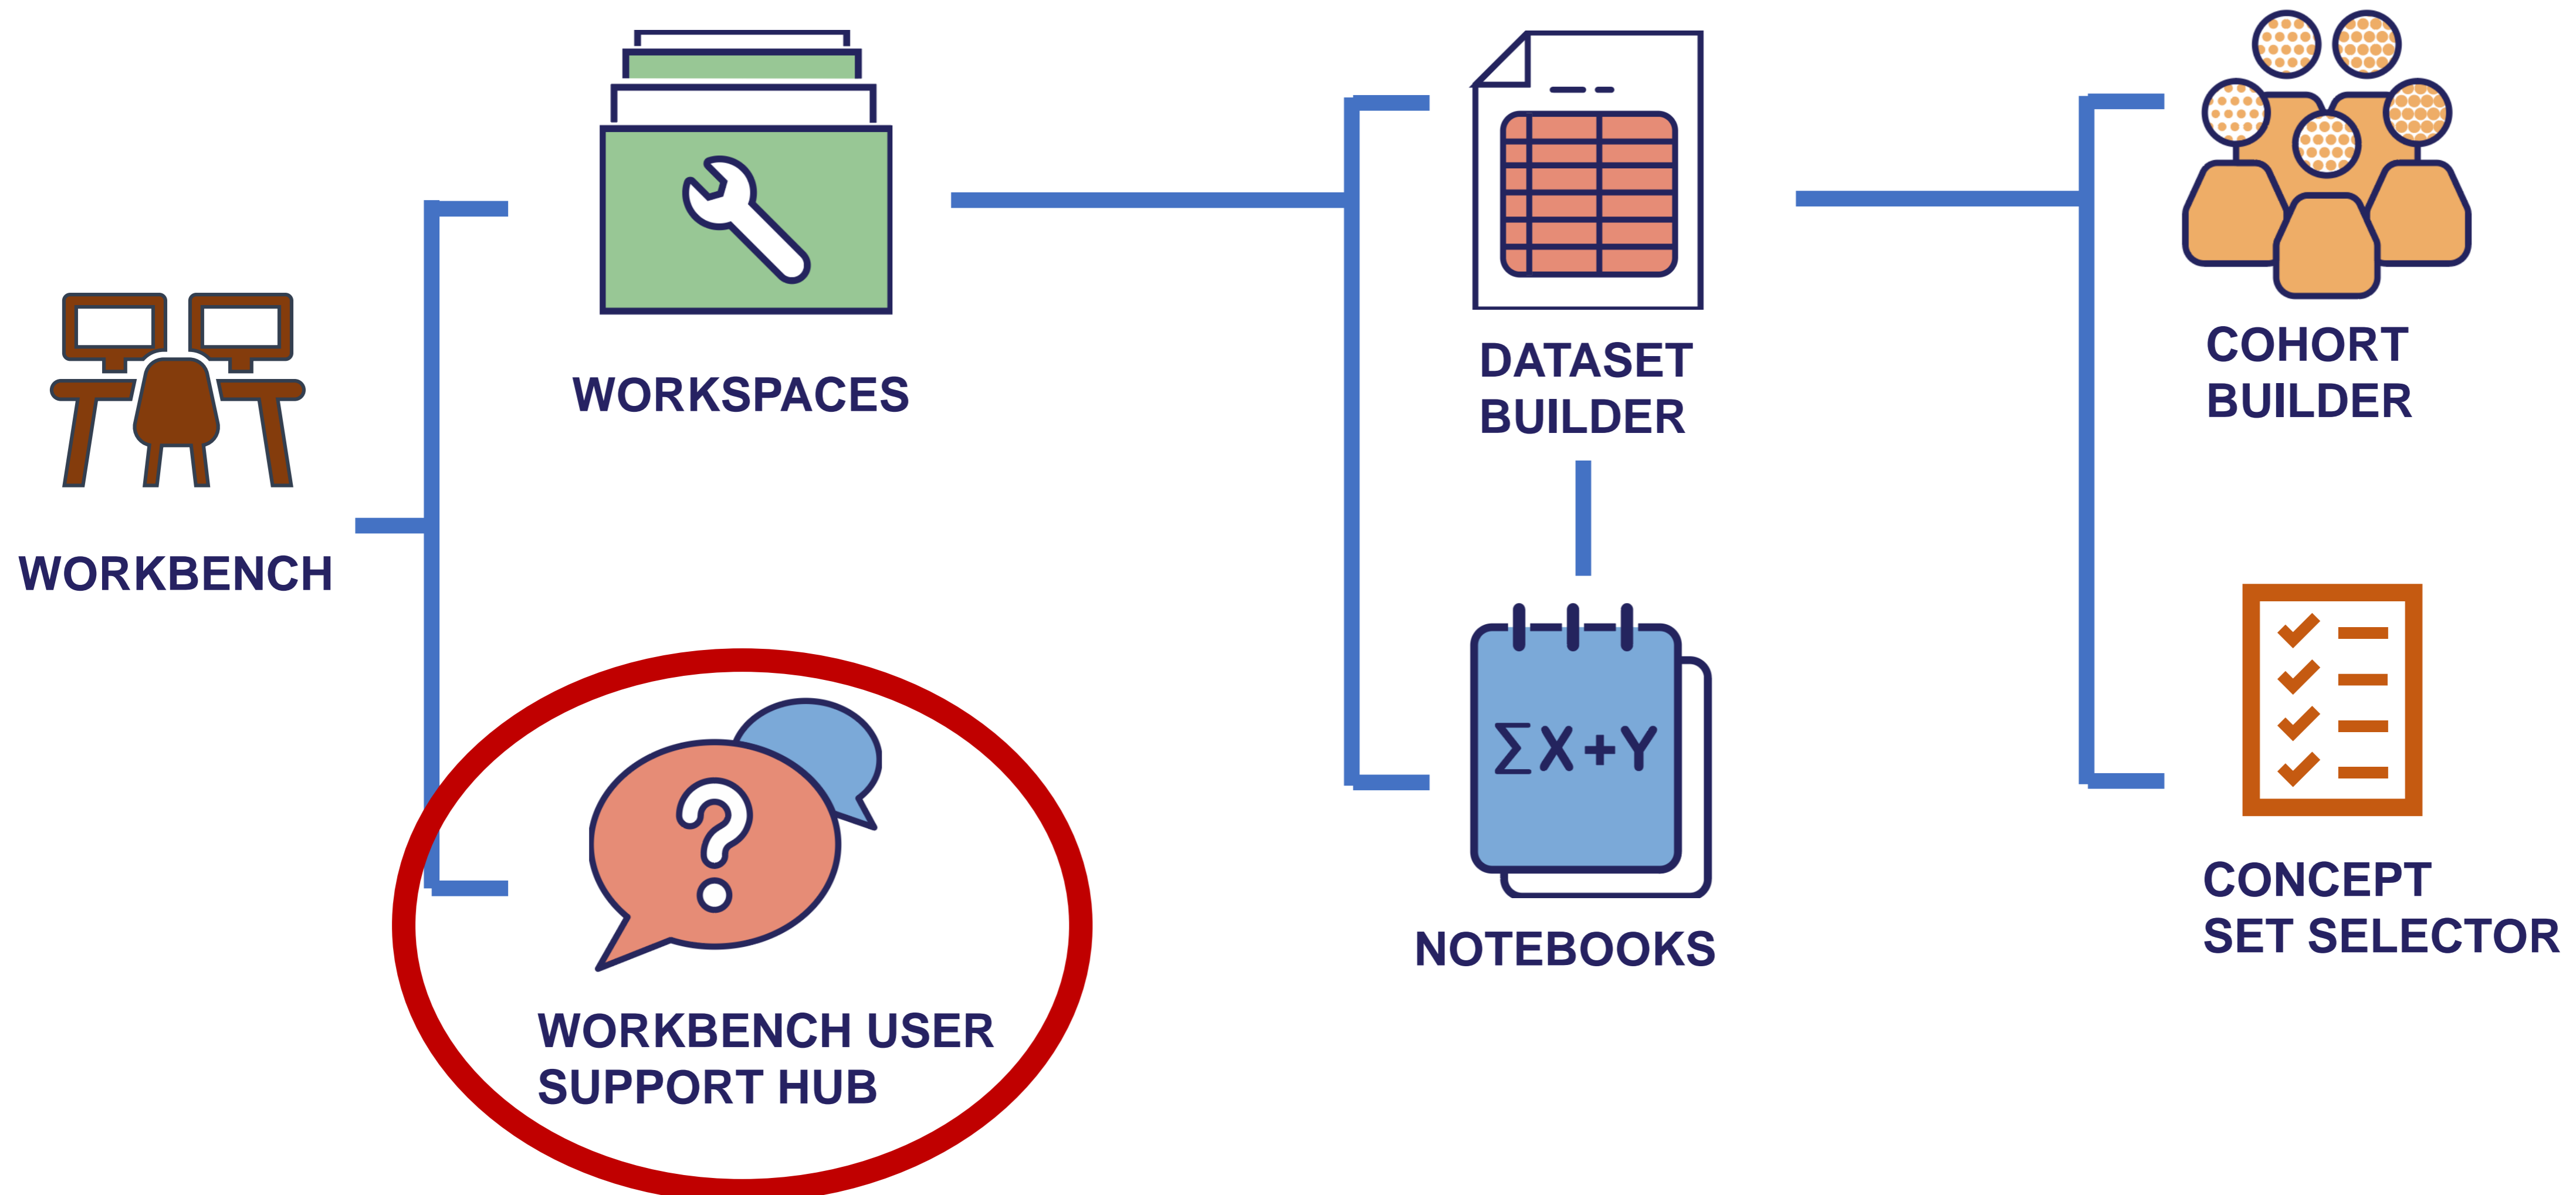 WORKBENCH
WORKSPACES
WORKBENCH USER
SUPPORT HUB
DATASET
BUILDER
ΣX+Y
NOTEBOOKS
COHORT
BUILDER
CONCEPT
SET SELECTOR